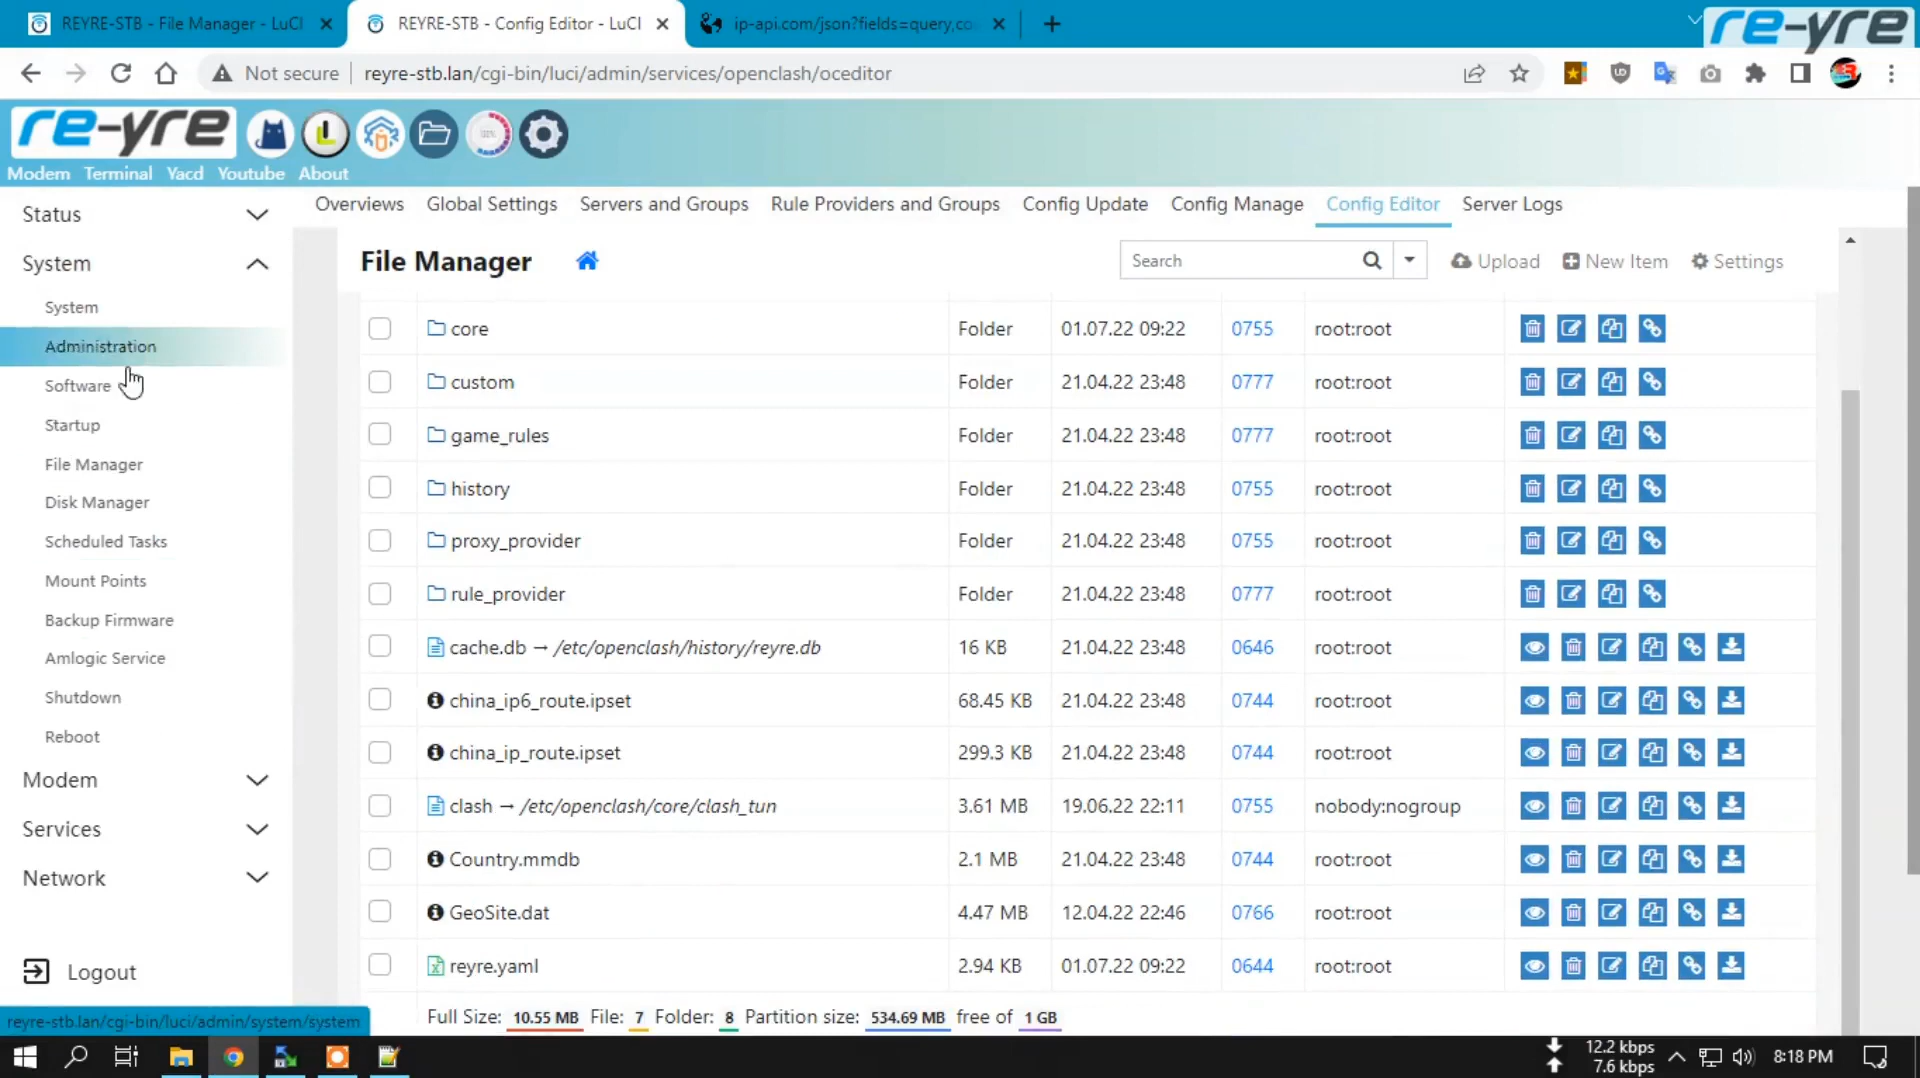 REYRE-STB - File Manager - LuCI
REYRE-STB - Config Editor - LuCI
ip-api.com/json?fields=query,co
re-yre
Not secure
reyre-stb.lan/cgi-bin/luci/admin/services/openclash/oceditor
re-yre
Modem Terminal Yacd Youtube About
Overviews Global Settings Servers and Groups Rule Providers and Groups Config Update Config Manage Config Editor Server Logs
Status
System
System
Administration
Software
Startup
File Manager
Disk Manager
Scheduled Tasks
Mount Points
Backup Firmware
Amlogic Service
Shutdown
Reboot
Modem
Services
Network
Logout
reyre-stb.lan/cgi-bin/luci/admin/system/system
File Manager
Search
Upload
New Item
Settings
core Folder 01.07.22 09:22 0755 root:root
custom Folder 21.04.22 23:48 0777 root:root
game_rules Folder 21.04.22 23:48 0777 root:root
history Folder 21.04.22 23:48 0755 root:root
proxy_provider Folder 21.04.22 23:48 0755 root:root
rule_provider Folder 21.04.22 23:48 0777 root:root
cache.db → /etc/openclash/history/reyre.db 16 KB 21.04.22 23:48 0646 root:root
china_ip6_route.ipset 68.45 KB 21.04.22 23:48 0744 root:root
china_ip_route.ipset 299.3 KB 21.04.22 23:48 0744 root:root
clash → /etc/openclash/core/clash_tun 3.61 MB 19.06.22 22:11 0755 nobody:nogroup
Country.mmdb 2.1 MB 21.04.22 23:48 0744 root:root
GeoSite.dat 4.47 MB 12.04.22 22:46 0766 root:root
reyre.yaml 2.94 KB 01.07.22 09:22 0644 root:root
Full Size: 10.55 MB File: 7 Folder: 8 Partition size: 534.69 MB free of 1 GB
12.2 kbps
7.6 kbps
8:18 PM